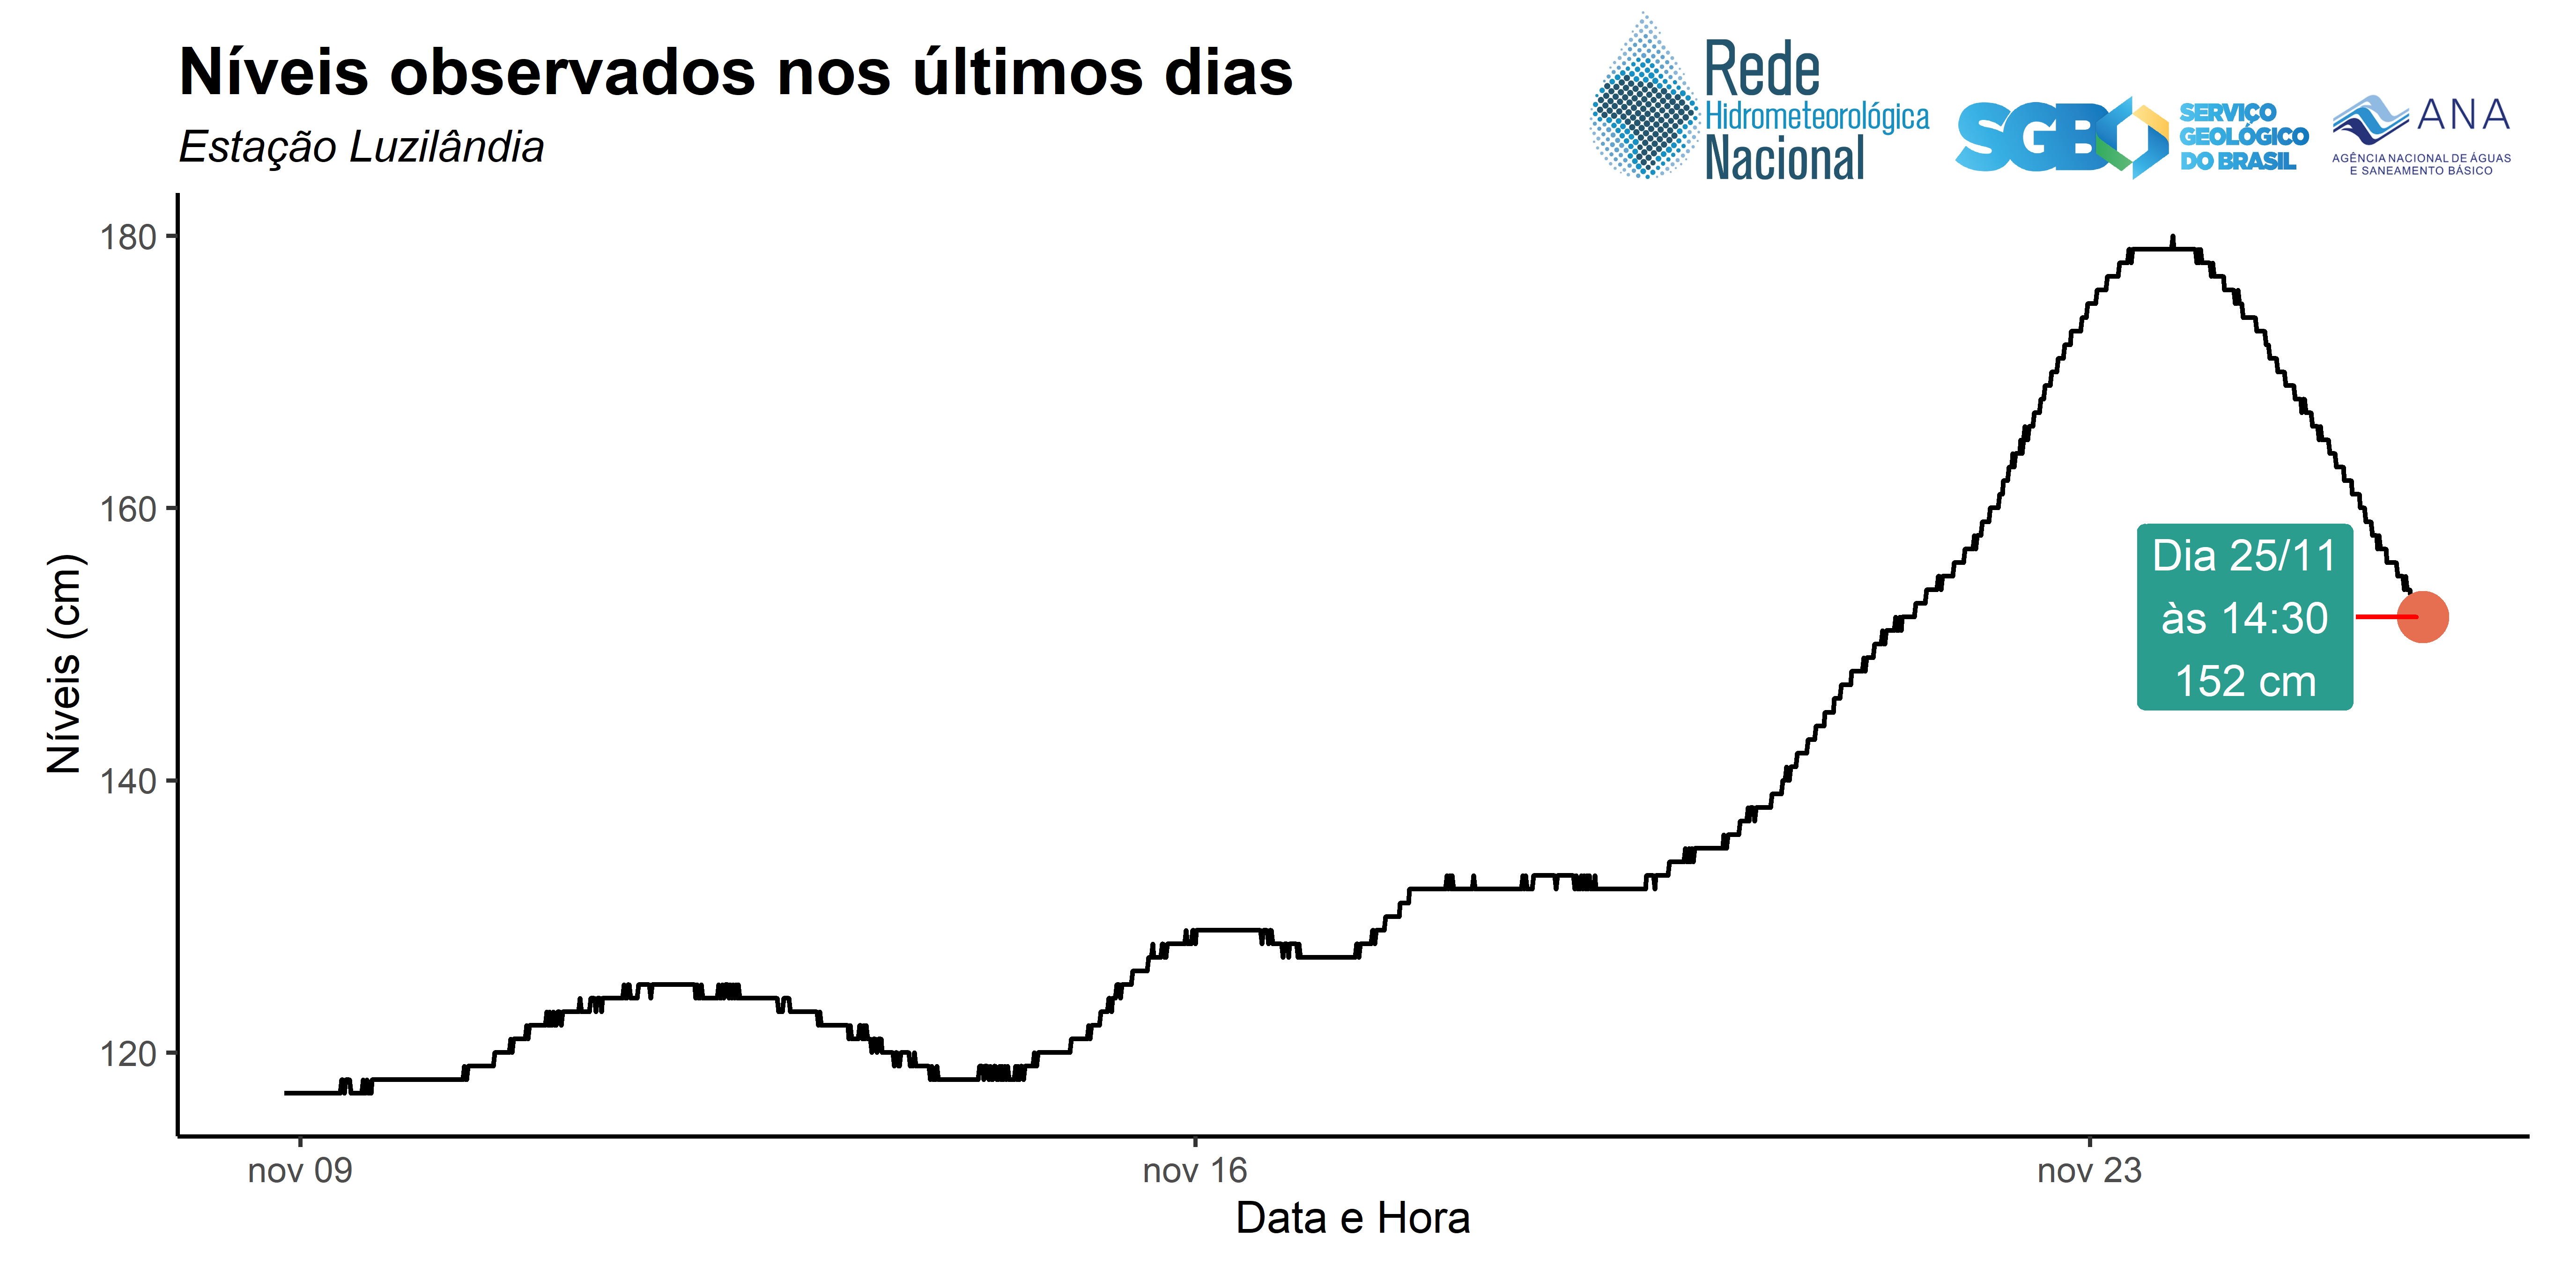 Níveis observados nos últimos dias
Estação Luzilândia
Rede
Hidrometeorológica
Nacional
SGB
SERVIÇO
GEOLÓGICO
DO BRASIL
ANA
AGÊNCIA NACIONAL DE ÁGUAS
E SANEAMENTO BÁSICO
Níveis (cm)
180
160
140
120
Dia 25/11
às 14:30
152 cm
nov 09
nov 16
nov 23
Data e Hora